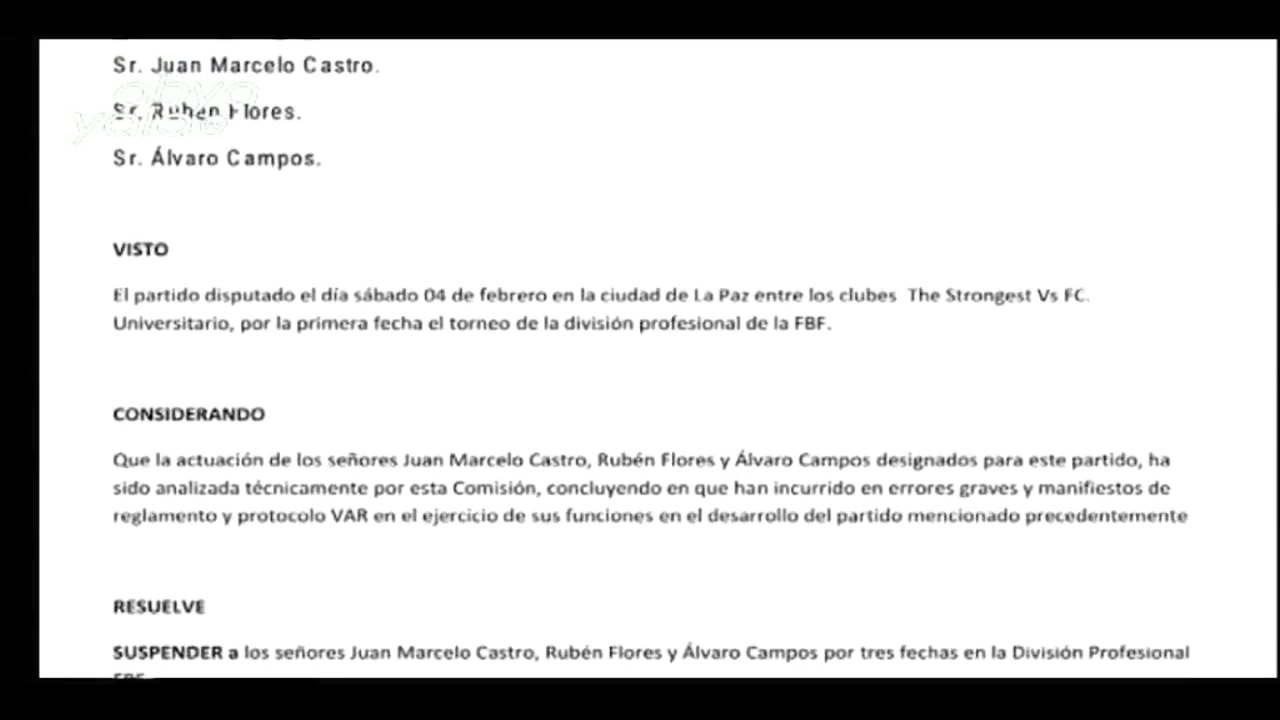 Sr. Juan Marcelo Castro.
Sr. Rubén Flores.
Sr. Álvaro Campos.
VISTO
El partido disputado el día sábado 04 de febrero en la ciudad de La Paz entre los clubes The Strongest Vs FC.
Universitario, por la primera fecha el torneo de la división profesional de la FBF.
CONSIDERANDO
Que la actuación de los señores Juan Marcelo Castro, Rubén Flores y Álvaro Campos designados para este partido, ha
sido analizada técnicamente por esta Comisión, concluyendo en que han incurrido en errores graves y manifiestos de
reglamento y protocolo VAR en el ejercicio de sus funciones en el desarrollo del partido mencionado precedentemente
RESUELVE
SUSPENDER a los señores Juan Marcelo Castro, Rubén Flores y Álvaro Campos por tres fechas en la División Profesional